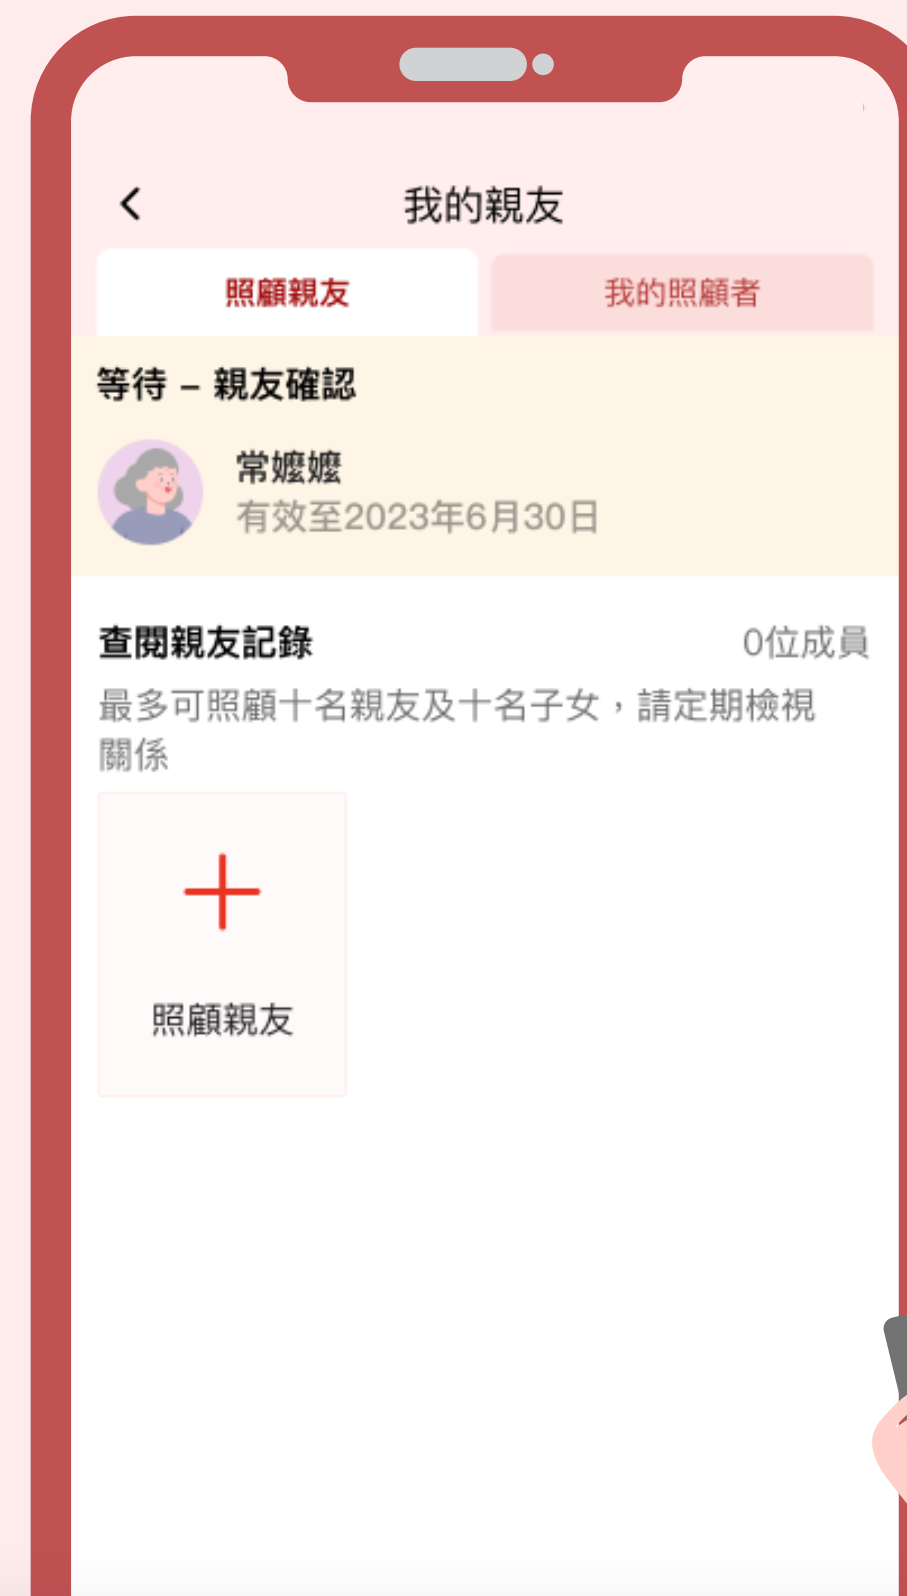 我的親友
照顧親友
我的照顧者
等待 – 親友確認
常嬤嬤
有效至2023年6月30日
查閱親友記錄
0位成員
最多可照顧十名親友及十名子女，請定期檢視
關係
照顧親友